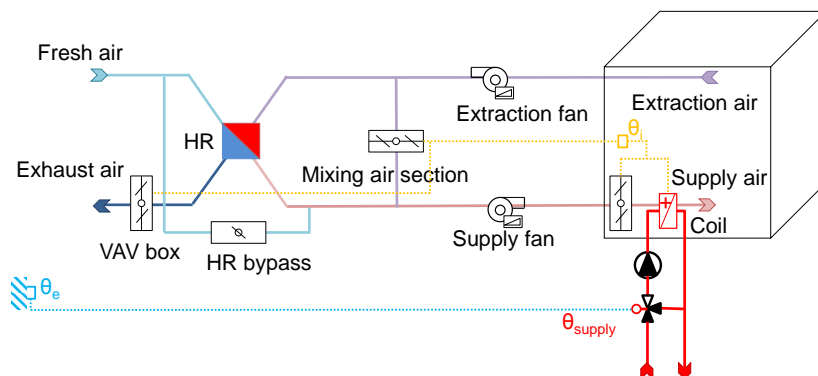 Fresh air
Extraction fan
Extraction air
HR
θi
Exhaust air
Mixing air section
Supply air
VAV box
HR bypass
Supply fan
Coil
θe
θsupply